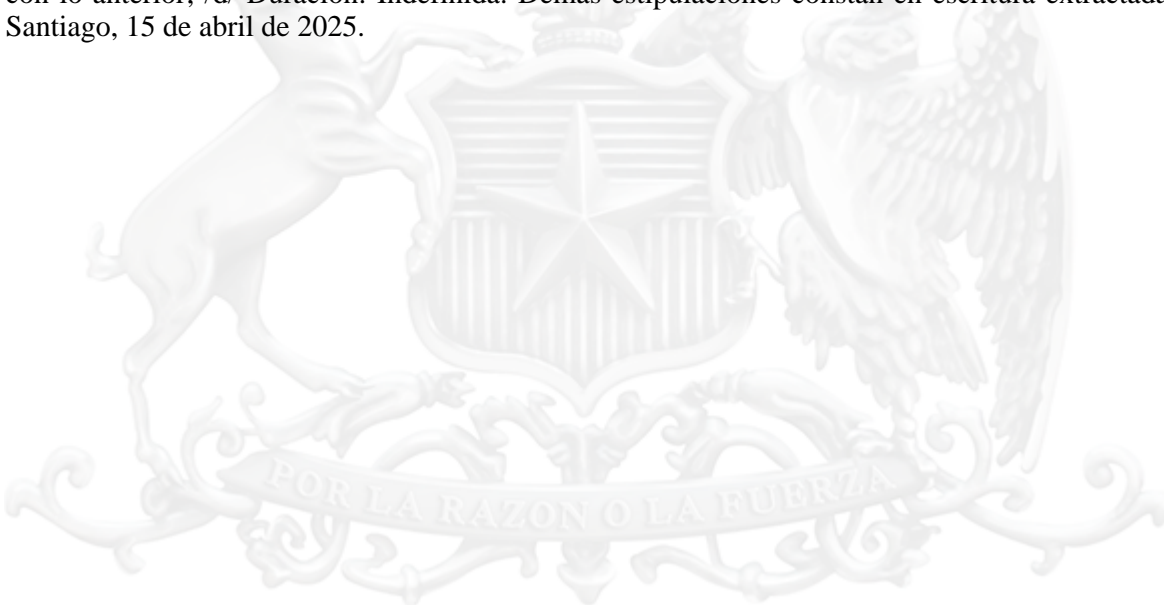 con lo anterior, /d/ Duración: Indefinida. Demás estipulaciones constan en escritura extractada
Santiago, 15 de abril de 2025.
POR LA RAZON O LA FUERZA